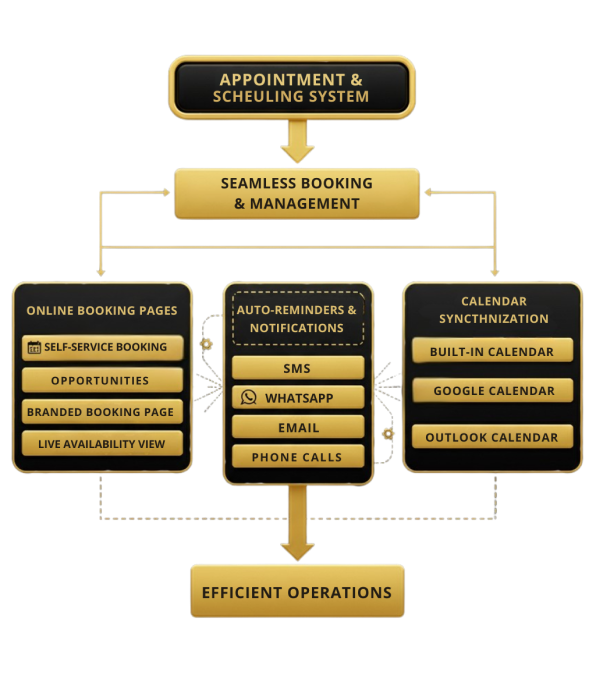 APPOINTMENT &
SCHEULING SYSTEM
SEAMLESS BOOKING
& MANAGEMENT
ONLINE BOOKING PAGES
SELF-SERVICE BOOKING
OPPORTUNITIES
BRANDED BOOKING PAGE
LIVE AVAILABILITY VIEW
AUTO-REMINDERS &
NOTIFICATIONS
SMS
WHATSAPP
EMAIL
PHONE CALLS
CALENDAR
SYNCTHNIZATION
BUILT-IN CALENDAR
GOOGLE CALENDAR
OUTLOOK CALENDAR
EFFICIENT OPERATIONS